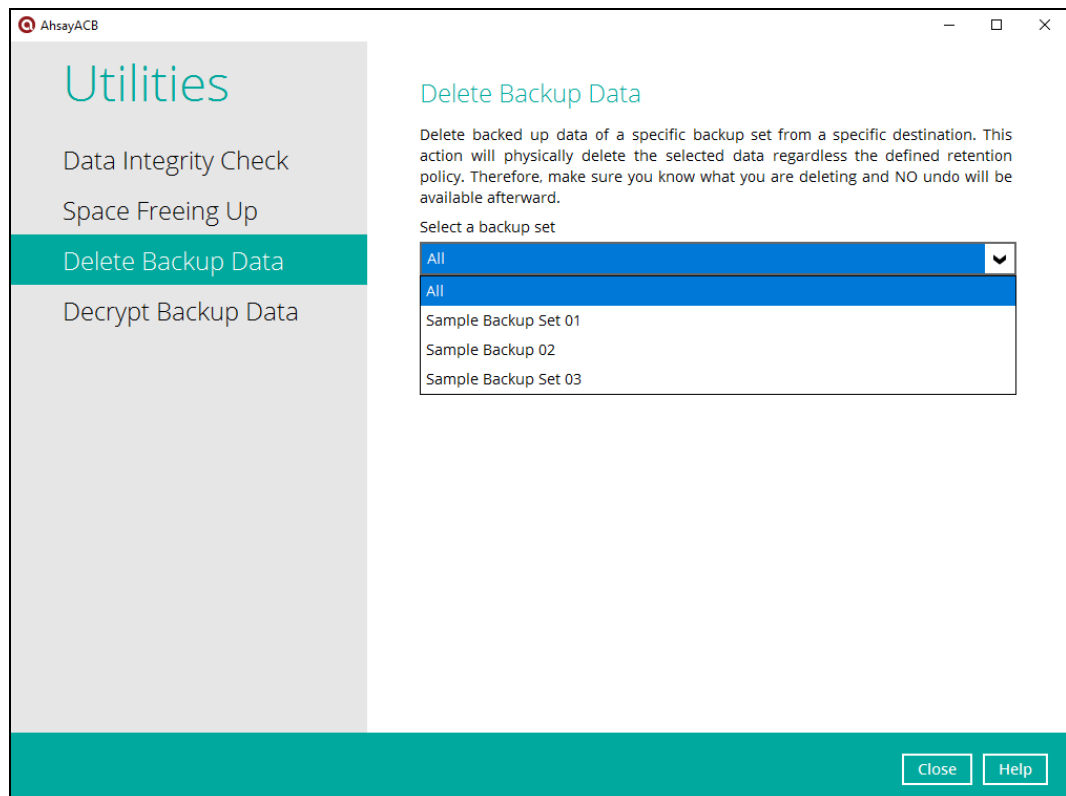 AhsayACB
Utilities
Data Integrity Check
Space Freeing Up
Delete Backup Data
Decrypt Backup Data
Delete Backup Data
Delete backed up data of a specific backup set from a specific destination. This
action will physically delete the selected data regardless the defined retention
policy. Therefore, make sure you know what you are deleting and NO undo will be
available afterward.
Select a backup set
All
All
Sample Backup Set 01
Sample Backup 02
Sample Backup Set 03
Close
Help